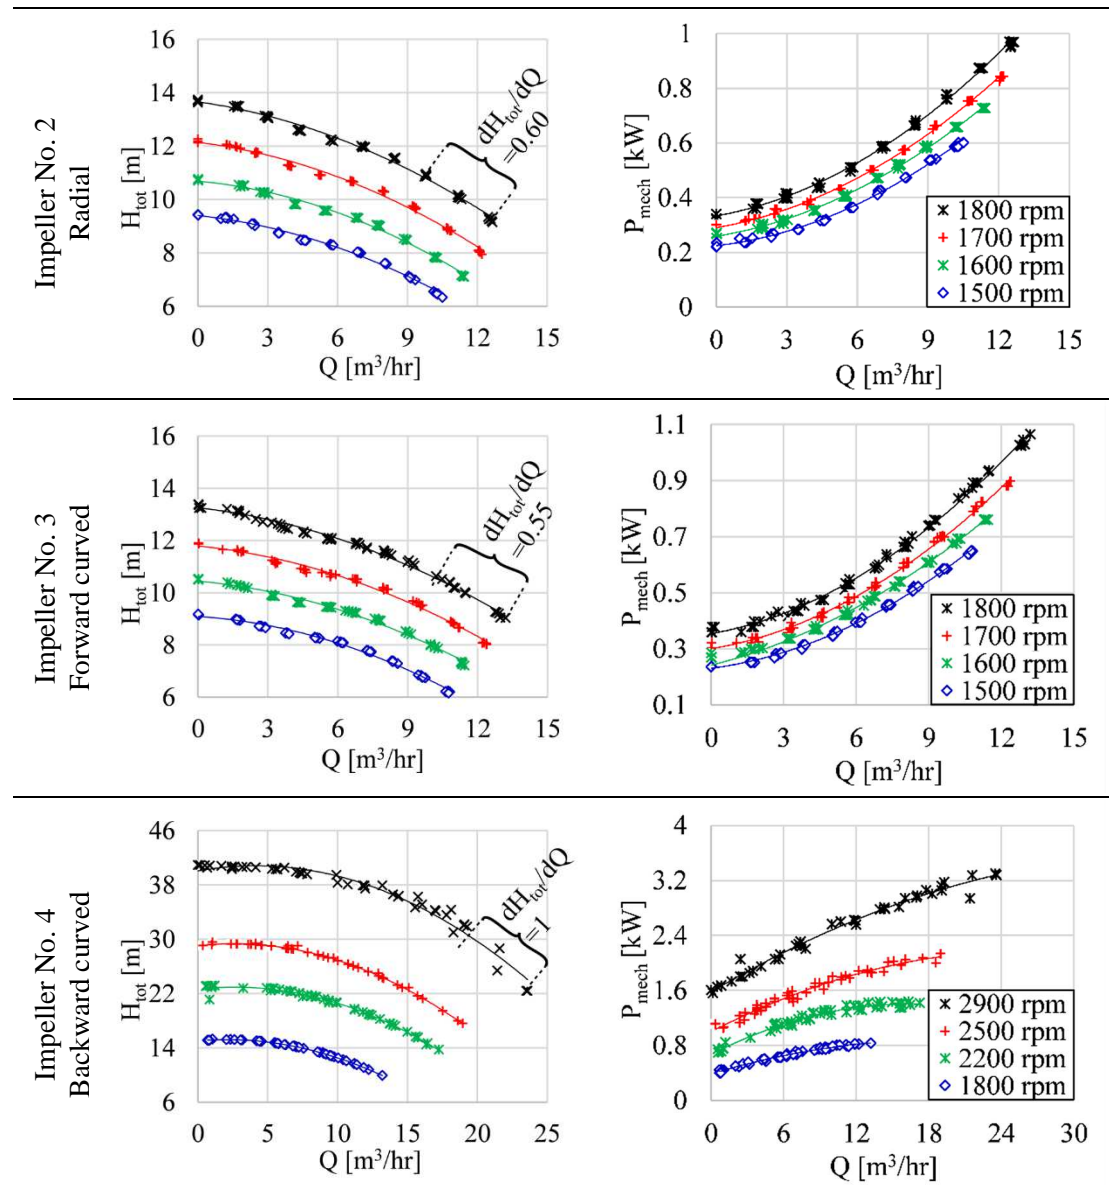 Impeller No. 2
Radial
H_tot [m]
16
14
12
10
8
6
0 3 6 9 12 15
Q [m³/hr]
dH_tot/dQ
=0.60
P_mech [kW]
1
0.8
0.6
0.4
0.2
0
0 3 6 9 12 15
Q [m³/hr]
1800 rpm
1700 rpm
1600 rpm
1500 rpm
Impeller No. 3
Forward curved
H_tot [m]
16
14
12
10
8
6
0 3 6 9 12 15
Q [m³/hr]
dH_tot/dQ
=0.55
P_mech [kW]
1.1
0.9
0.7
0.5
0.3
0.1
0 3 6 9 12 15
Q [m³/hr]
1800 rpm
1700 rpm
1600 rpm
1500 rpm
Impeller No. 4
Backward curved
H_tot [m]
46
38
30
22
14
6
0 5 10 15 20 25
Q [m³/hr]
dH_tot/dQ
=1
P_mech [kW]
4
3.2
2.4
1.6
0.8
0
0 6 12 18 24 30
Q [m³/hr]
2900 rpm
2500 rpm
2200 rpm
1800 rpm